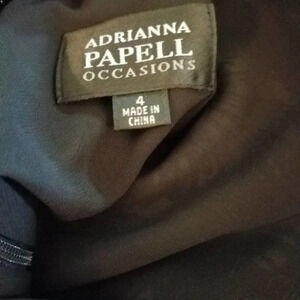 ADRIANNA
PAPELL
OCCASIONS
4
MADE IN
CHINA